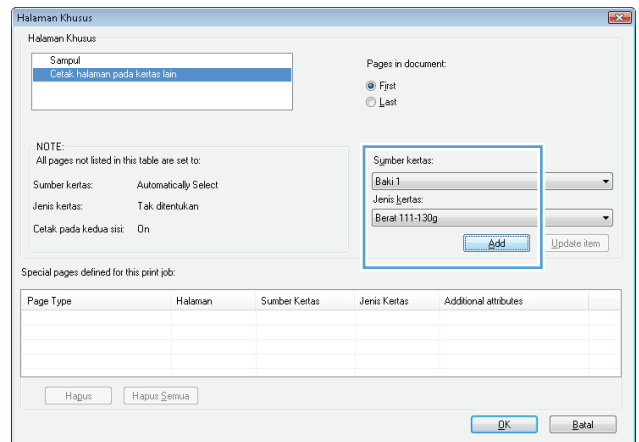 Halaman Khusus
Halaman Khusus
Sampul
Cetak halaman pada kertas lain
Pages in document:
First
Last
NOTE:
All pages not listed in this table are set to:
Sumber kertas: Automatically Select
Jenis kertas: Tak ditentukan
Cetak pada kedua sisi: On
Sumber kertas:
Baki 1
Jenis kertas:
Berat 111-130g
Add
Update item
Special pages defined for this print job:
Page Type Halaman Sumber Kertas Jenis Kertas Additional attributes
Hapus
Hapus Semua
OK
Batal